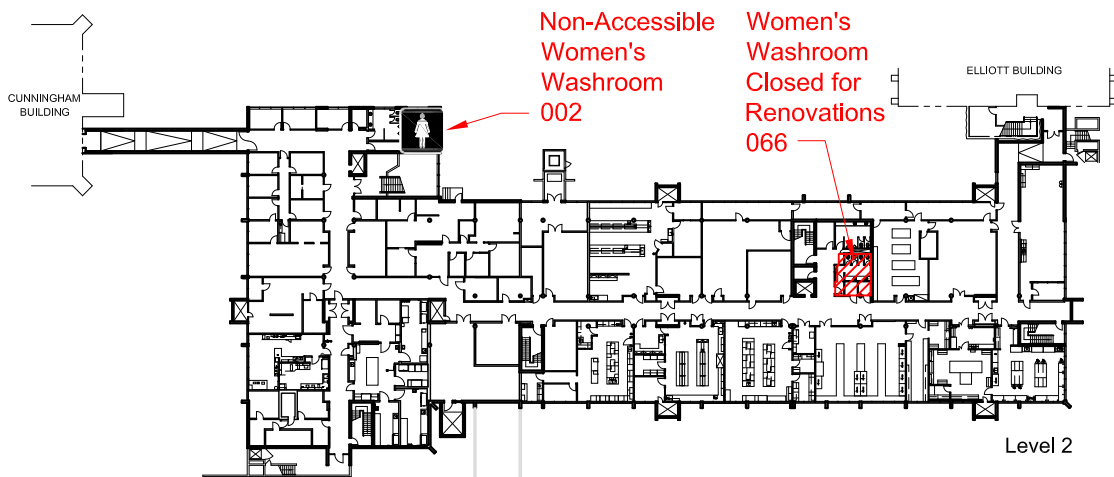 Non-Accessible
Women's
Washroom
002
Women's
Washroom
Closed for
Renovations
066
CUNNINGHAM
BUILDING
ELLIOTT BUILDING
Level 2